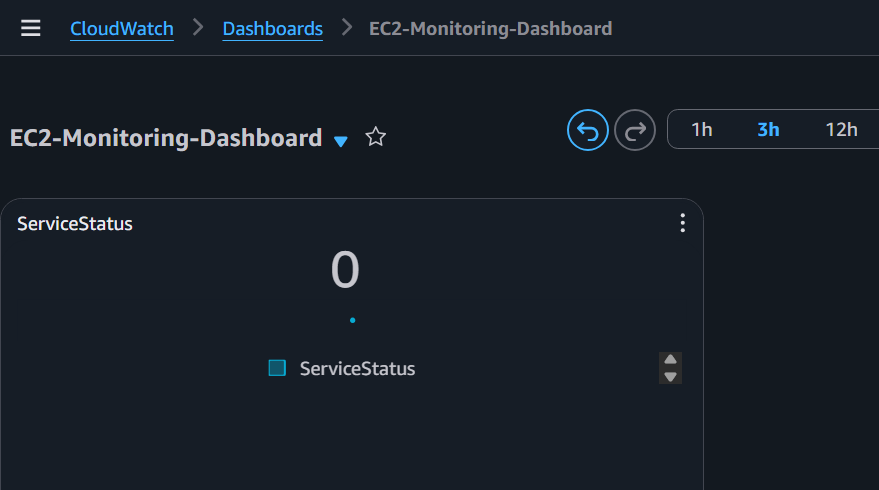 CloudWatch > Dashboards > EC2-Monitoring-Dashboard
EC2-Monitoring-Dashboard
1h 3h 12h
ServiceStatus
0
ServiceStatus